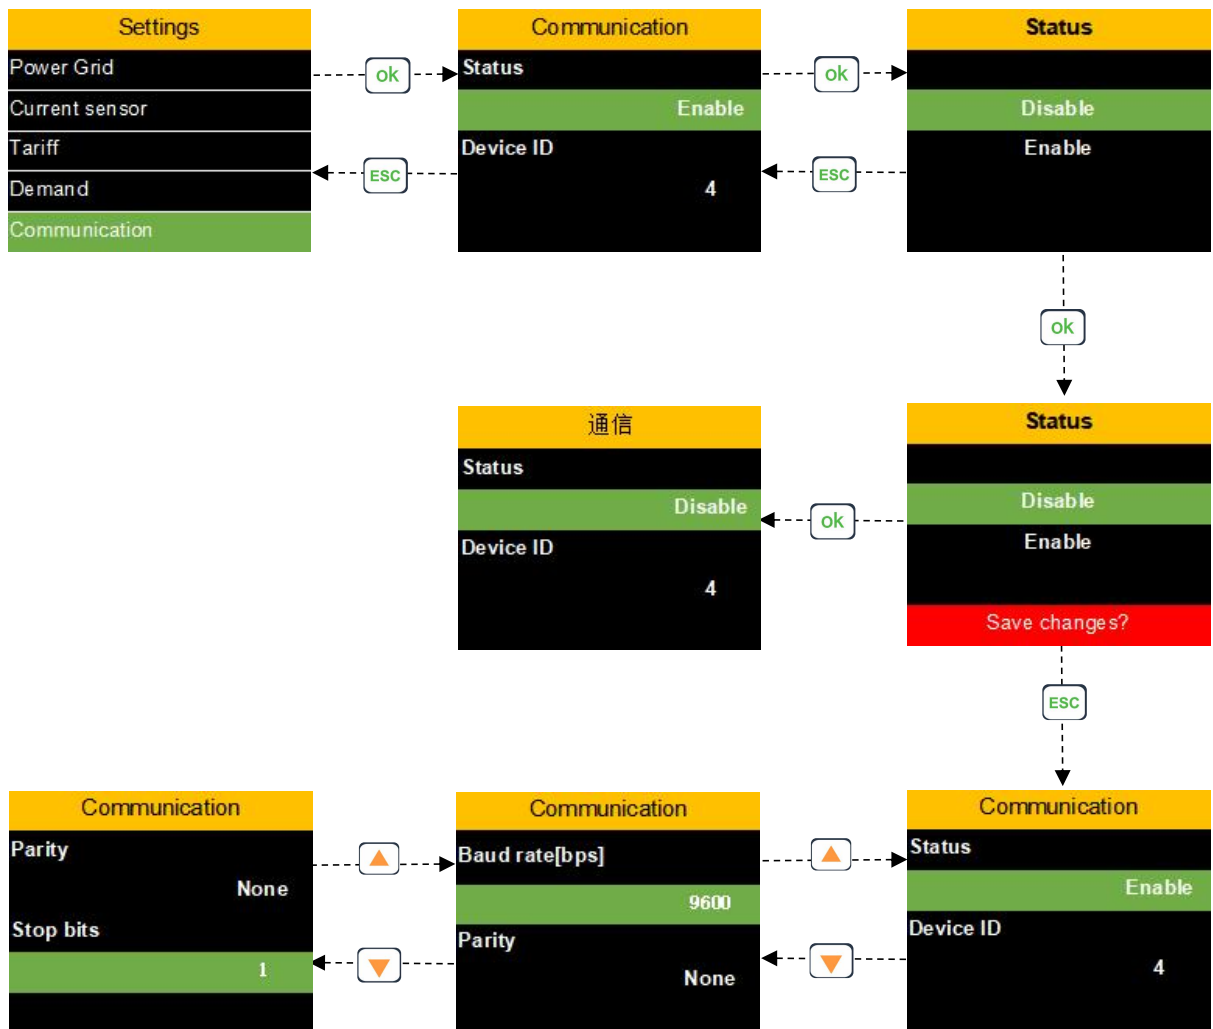 Settings
Power Grid
Current sensor
Tariff
Demand
Communication
ok
ESC
Communication
Status
Enable
Device ID
4
ok
ESC
Status
Disable
Enable
ok
通信
Status
Disable
Device ID
4
ok
Status
Disable
Enable
Save changes?
ESC
Communication
Parity
None
Stop bits
1
Communication
Baud rate[bps]
9600
Parity
None
Communication
Status
Enable
Device ID
4